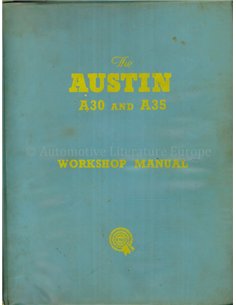 The
AUSTIN
A30 AND A35
© Automotive Literature Europe
WORKSHOP MANUAL